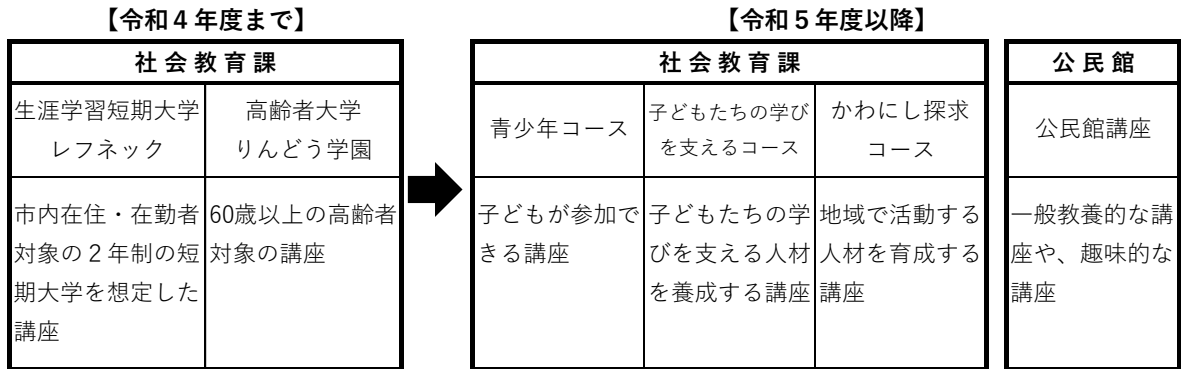 【令和4年度まで】
社会教育課
生涯学習短期大学
レフネック
高齢者大学
りんどう学園
市内在住・在勤者
対象の2年制の短
期大学を想定した
講座
60歳以上の高齢者
対象の講座
【令和5年度以降】
社会教育課
青少年コース
子どもたちの学び
を支えるコース
かわにし探求
コース
子どもが参加で
きる講座
子どもたちの学
びを支える人材
を養成する講座
地域で活動する
人材を育成する
講座
公民館
公民館講座
一般教養的な講
座や、趣味的な
講座